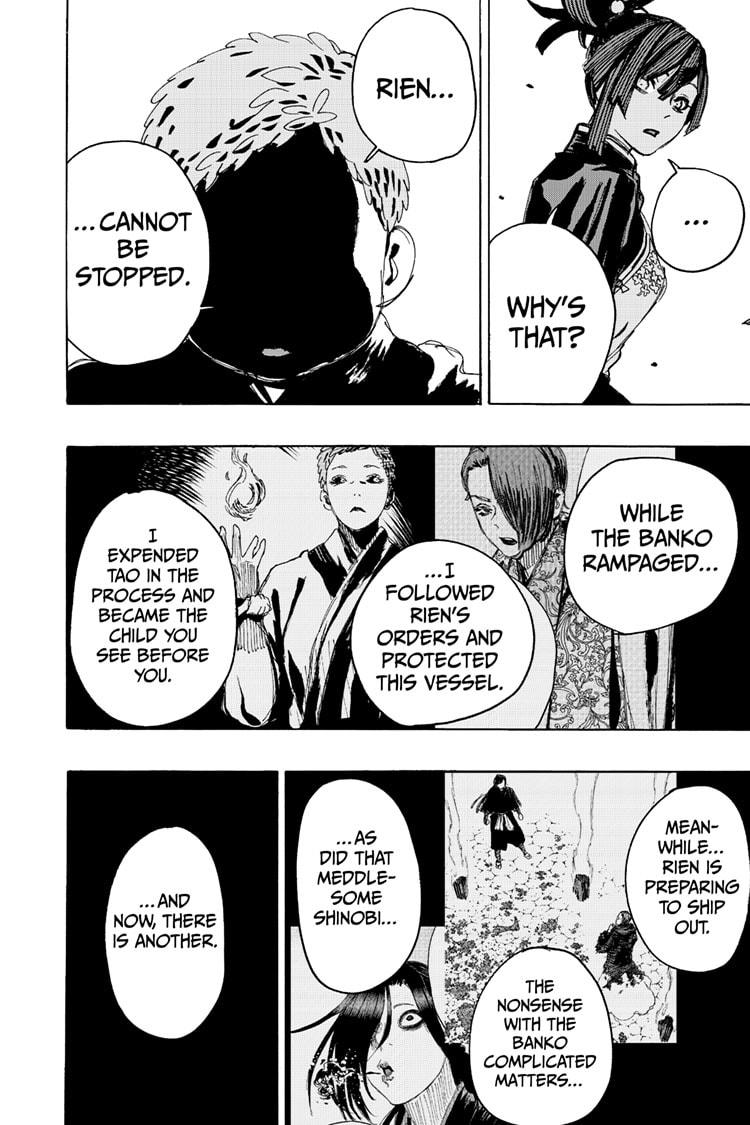 ...
WHY'S
THAT?
RIEN...
...CANNOT
BE
STOPPED.
WHILE
THE BANKO
RAMPAGED...
...I
FOLLOWED
RIEN'S
ORDERS AND
PROTECTED
THIS VESSEL.
I
EXPENDED
TAO IN THE
PROCESS AND
BECAME THE
CHILD YOU
SEE BEFORE
YOU.
MEAN-
WHILE...
RIEN IS
PREPARING
TO SHIP
OUT.
THE
NONSENSE
WITH THE
BANKO
COMPLICATED
MATTERS...
...AS
DID THAT
MEDDLE-
SOME
SHINOBI...
...AND
NOW, THERE
IS ANOTHER.